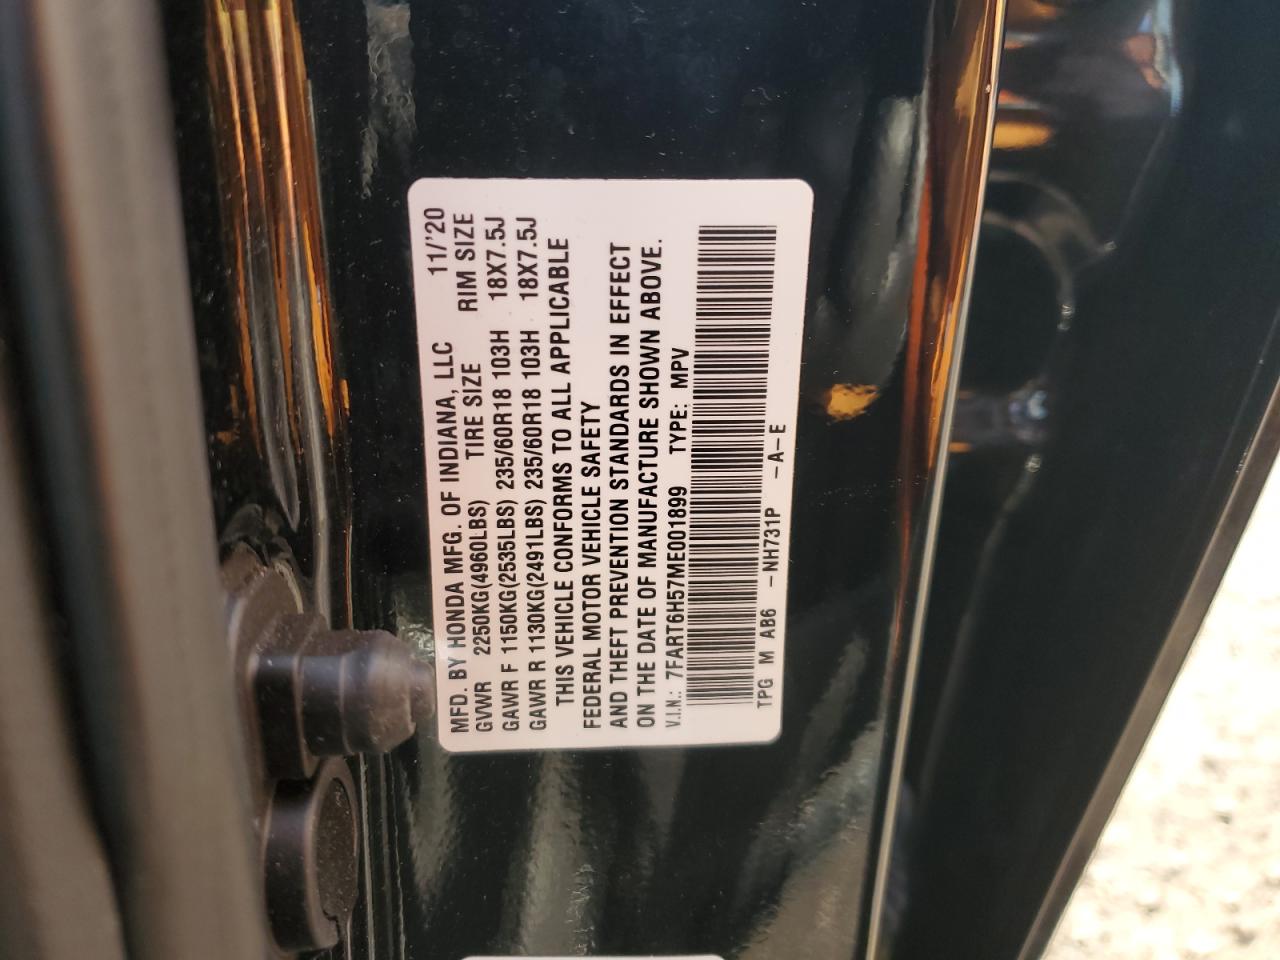 MFD. BY HONDA MFG. OF INDIANA, LLC 11/'20
GVWR 2250KG(4960LBS) TIRE SIZE RIM SIZE
GAWR F 1150KG(2535LBS) 235/60R18 103H 18X7.5J
GAWR R 1130KG(2491LBS) 235/60R18 103H 18X7.5J
THIS VEHICLE CONFORMS TO ALL APPLICABLE
FEDERAL MOTOR VEHICLE SAFETY
AND THEFT PREVENTION STANDARDS IN EFFECT
ON THE DATE OF MANUFACTURE SHOWN ABOVE.
V.I.N.: 7FART6H57ME001899 TYPE: MPV
TPG M AB6 -NH731P -A-E